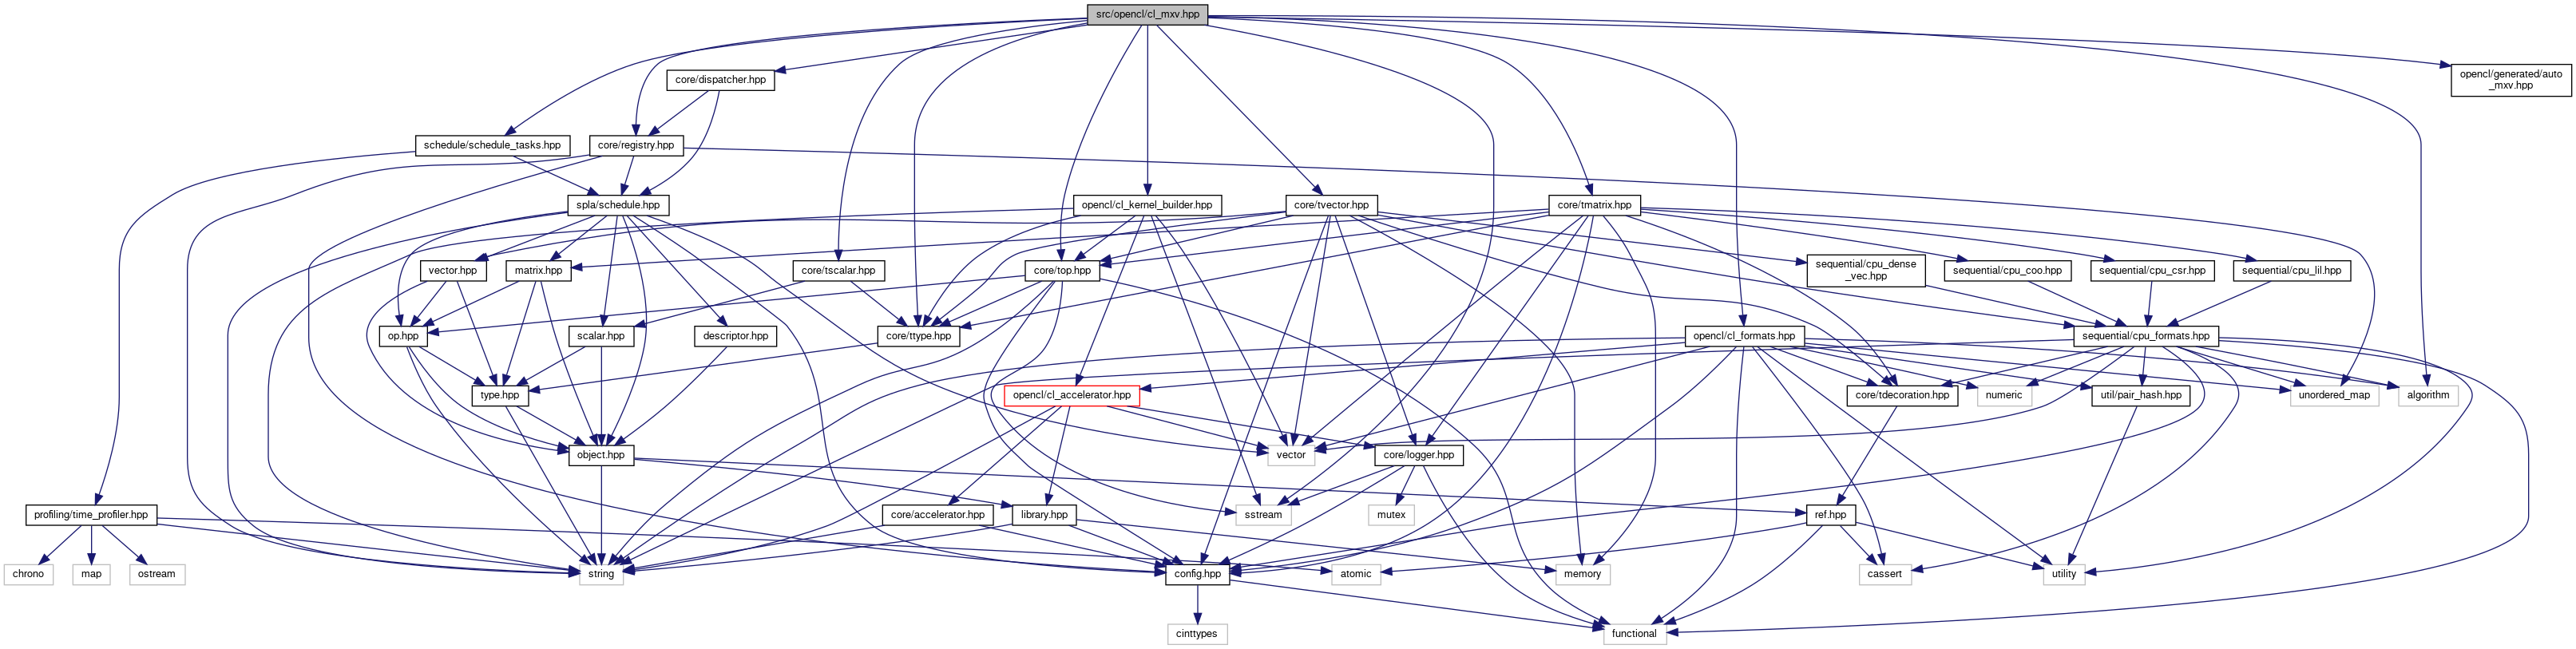 src/opencl/cl_mxv.hpp
core/dispatcher.hpp
opencl/generated/auto
_mxv.hpp
schedule/schedule_tasks.hpp
core/registry.hpp
spla/schedule.hpp
opencl/cl_kernel_builder.hpp
core/tvector.hpp
core/tmatrix.hpp
vector.hpp
matrix.hpp
core/tscalar.hpp
core/top.hpp
sequential/cpu_dense
_vec.hpp
sequential/cpu_coo.hpp
sequential/cpu_csr.hpp
sequential/cpu_lil.hpp
op.hpp
scalar.hpp
descriptor.hpp
core/ttype.hpp
opencl/cl_formats.hpp
sequential/cpu_formats.hpp
type.hpp
opencl/cl_accelerator.hpp
core/tdecoration.hpp
numeric
util/pair_hash.hpp
unordered_map
algorithm
object.hpp
vector
core/logger.hpp
profiling/time_profiler.hpp
core/accelerator.hpp
library.hpp
sstream
mutex
ref.hpp
chrono
map
ostream
string
config.hpp
atomic
memory
cassert
utility
cinttypes
functional